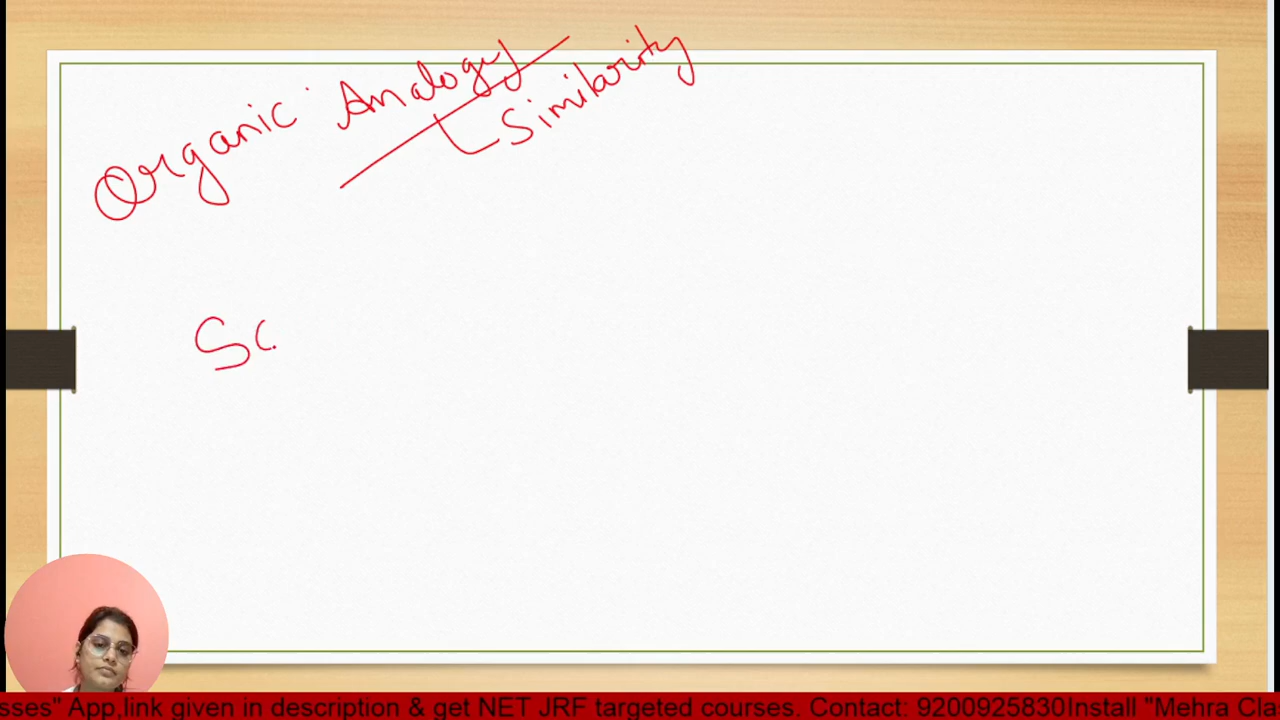 Organic Analogy
Similarity
Sc
sses" App,link given in description & get NET JRF targeted courses. Contact: 9200925830Install "Mehra Cla